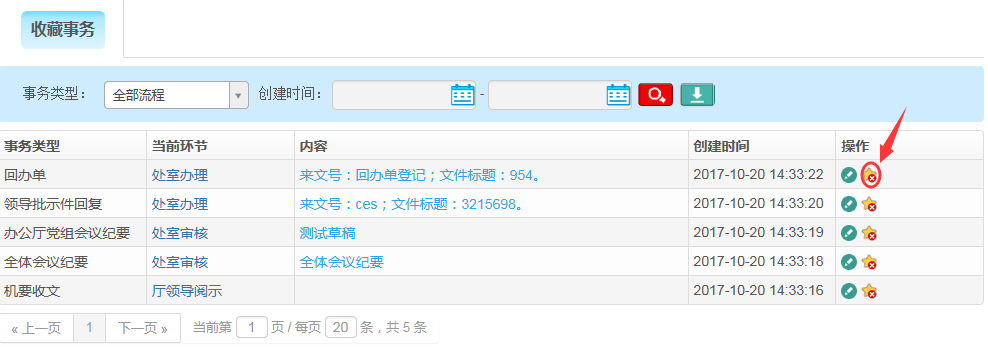 收藏事务
事务类型： 全部流程 创建时间： -
事务类型 当前环节 内容 创建时间 操作
回办单 处室办理 来文号：回办单登记；文件标题：954。 2017-10-20 14:33:22
领导批示件回复 处室办理 来文号：ces；文件标题：3215698。 2017-10-20 14:33:20
办公厅党组会议纪要 处室审核 测试草稿 2017-10-20 14:33:19
全体会议纪要 处室审核 全体会议纪要 2017-10-20 14:33:18
机要收文 厅领导阅示 2017-10-20 14:33:16
« 上一页 1 下一页 » 当前第 1 页 / 每页 20 条，共 5 条